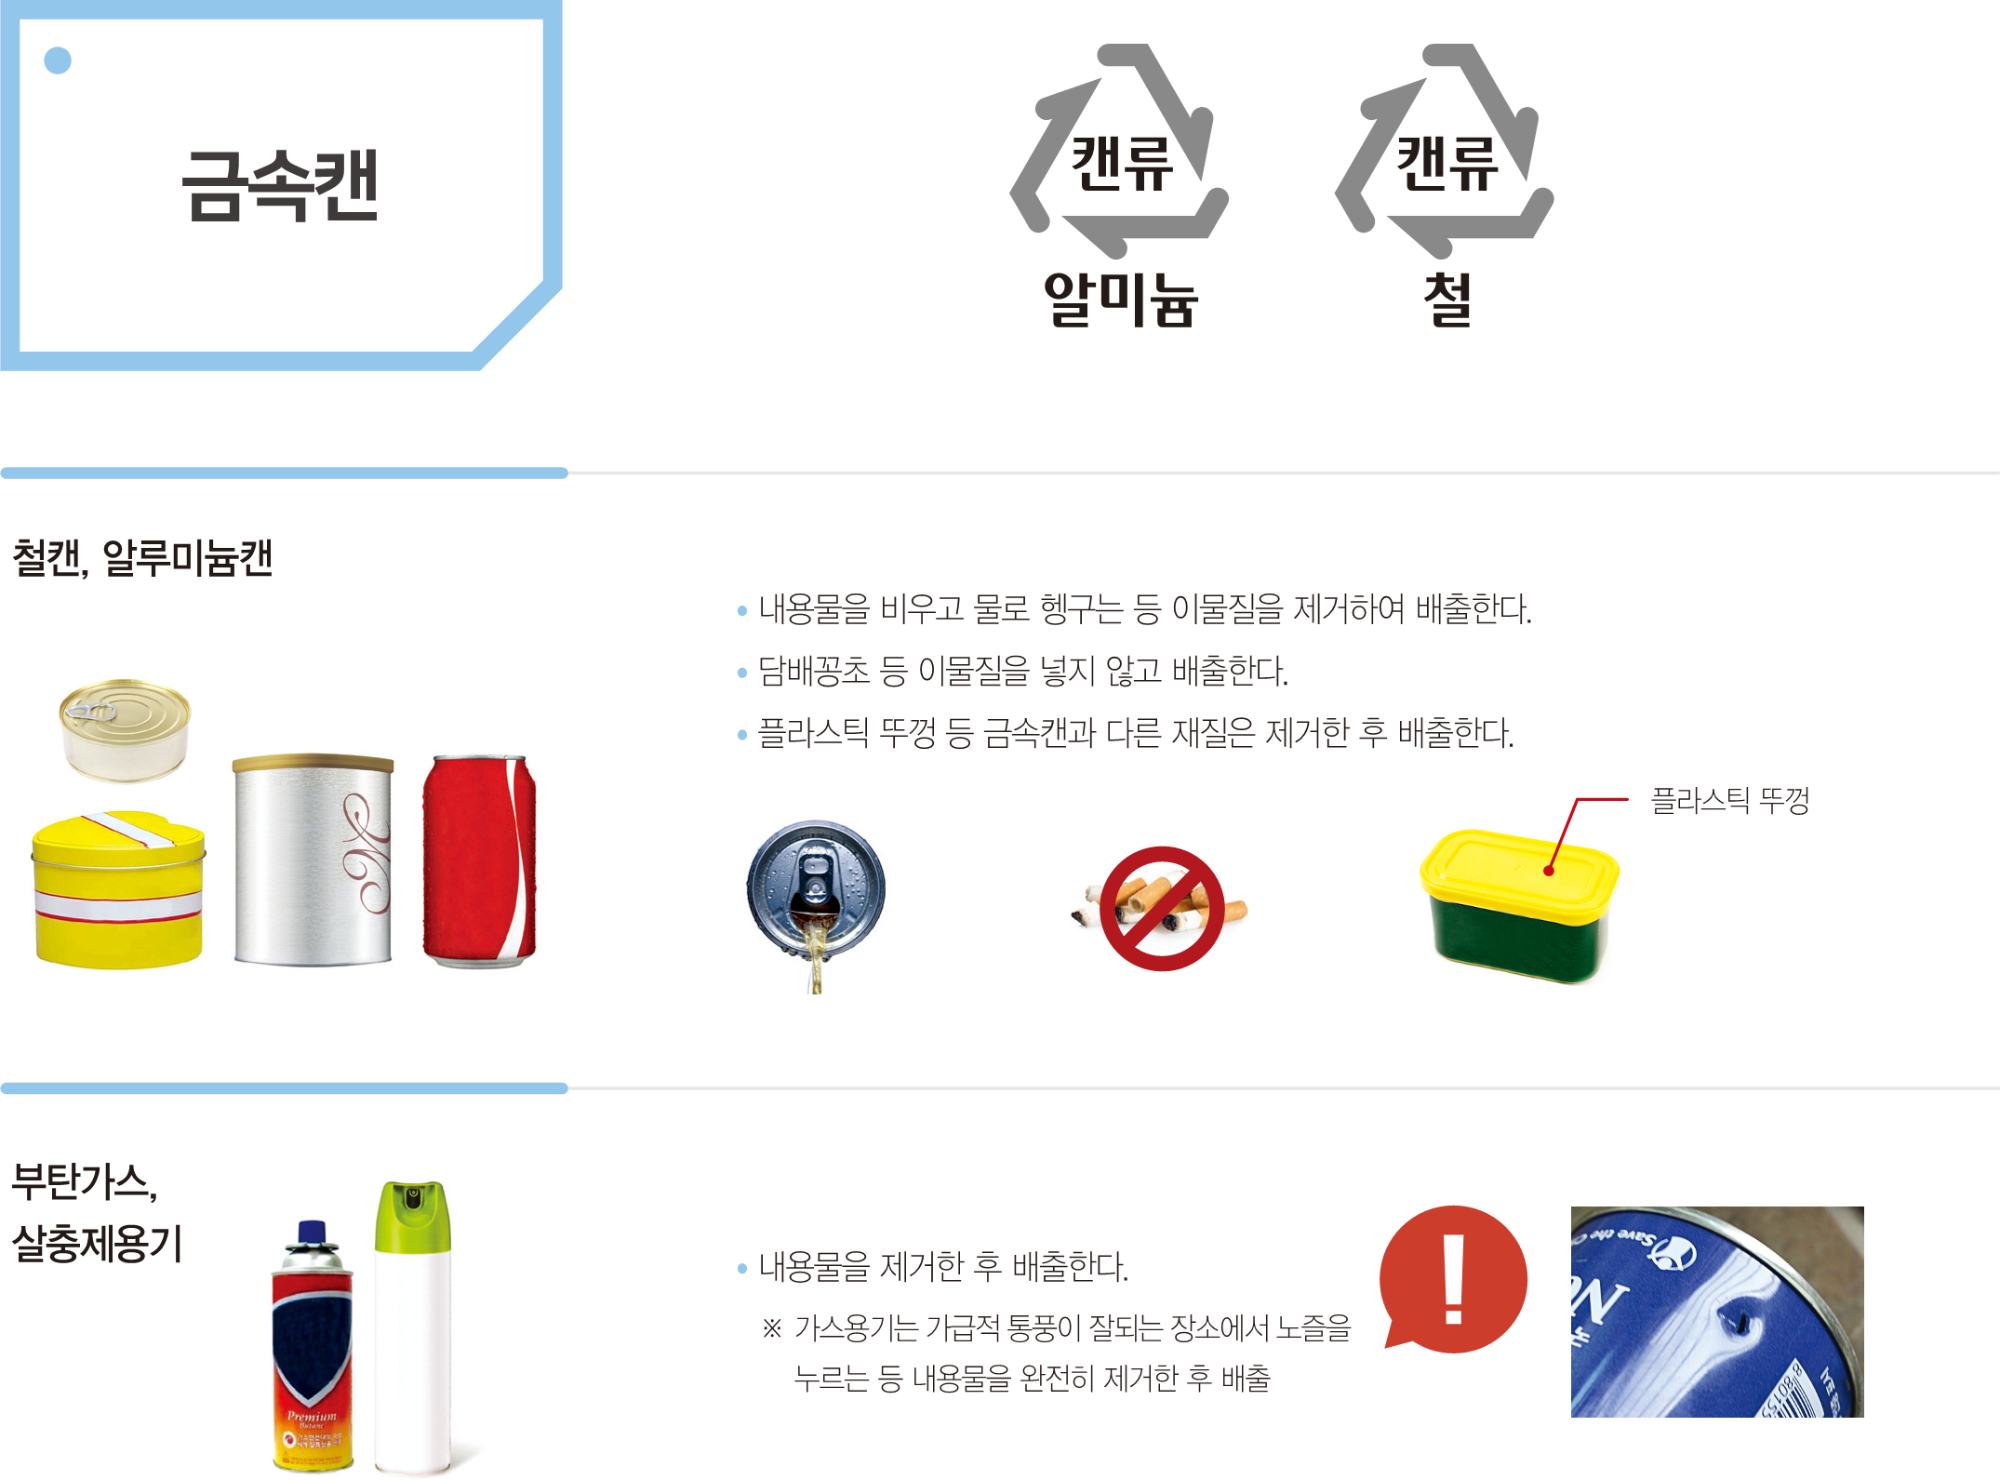 금속캔
캔류
알미늄
캔류
철
철캔, 알루미늄캔
• 내용물을 비우고 물로 헹구는 등 이물질을 제거하여 배출한다.
• 담배꽁초 등 이물질을 넣지 않고 배출한다.
• 플라스틱 뚜껑 등 금속캔과 다른 재질은 제거한 후 배출한다.
플라스틱 뚜껑
부탄가스,
살충제용기
• 내용물을 제거한 후 배출한다.
※ 가스용기는 가급적 통풍이 잘되는 장소에서 노즐을
누르는 등 내용물을 완전히 제거한 후 배출
!
Save the
Premium
Butane